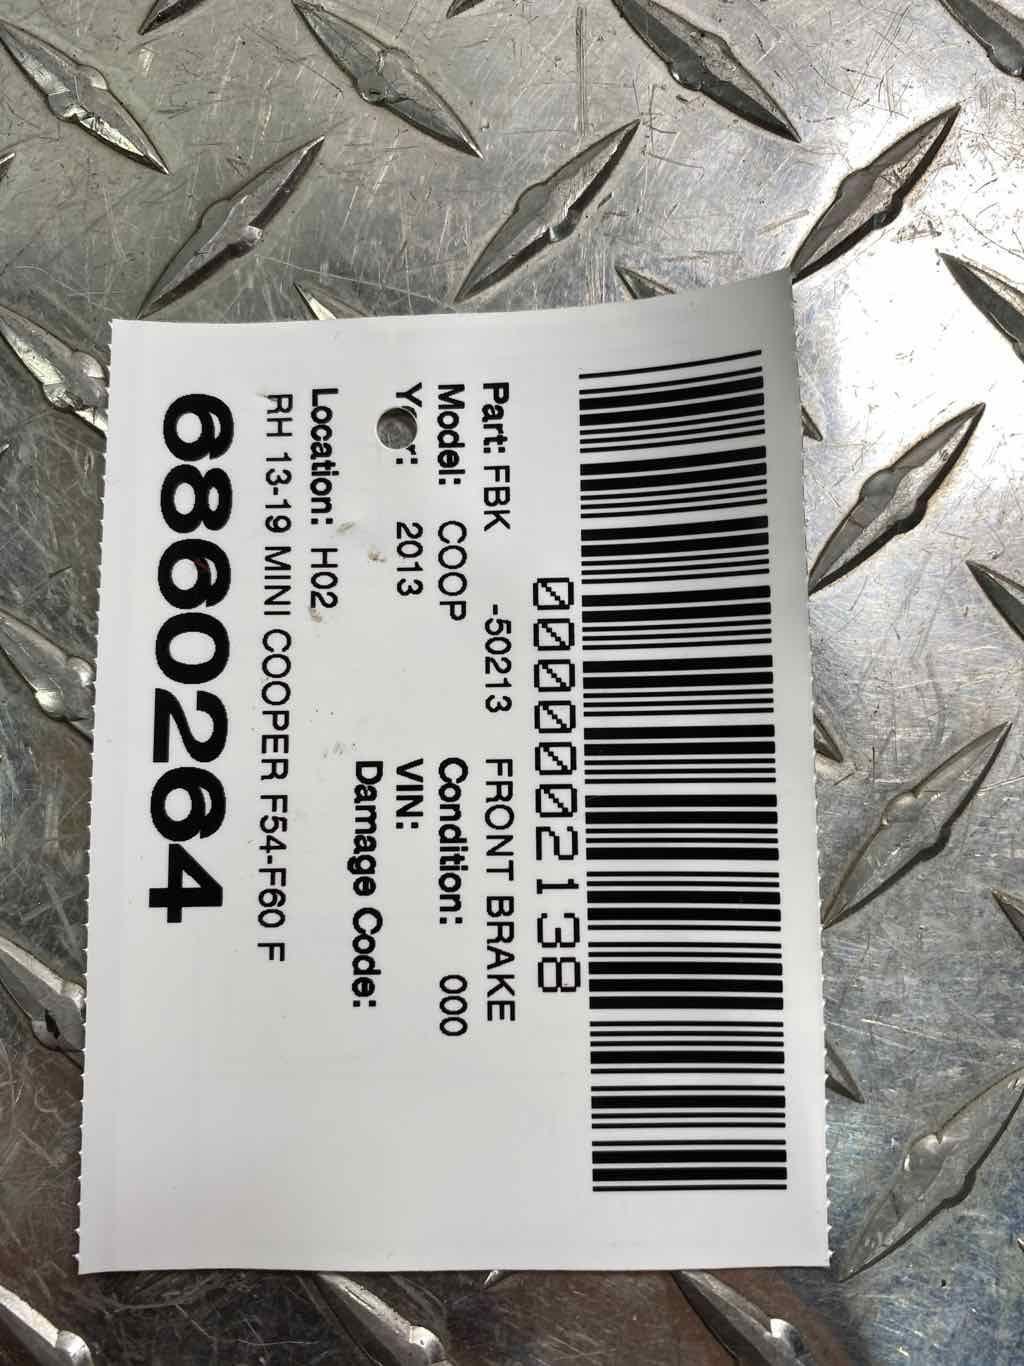 0000002138
Part: FBK -50213 FRONT BRAKE
Model: COOP Condition: 000
2013 VIN:
Damage Code:
Location: H02
RH 13-19 MINI COOPER F54-F60 F
6860264